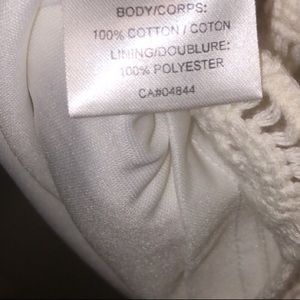 BODY/CORPS:
100% COTTON / COTON
LINING/DOUBLURE:
100% POLYESTER
CA#04844